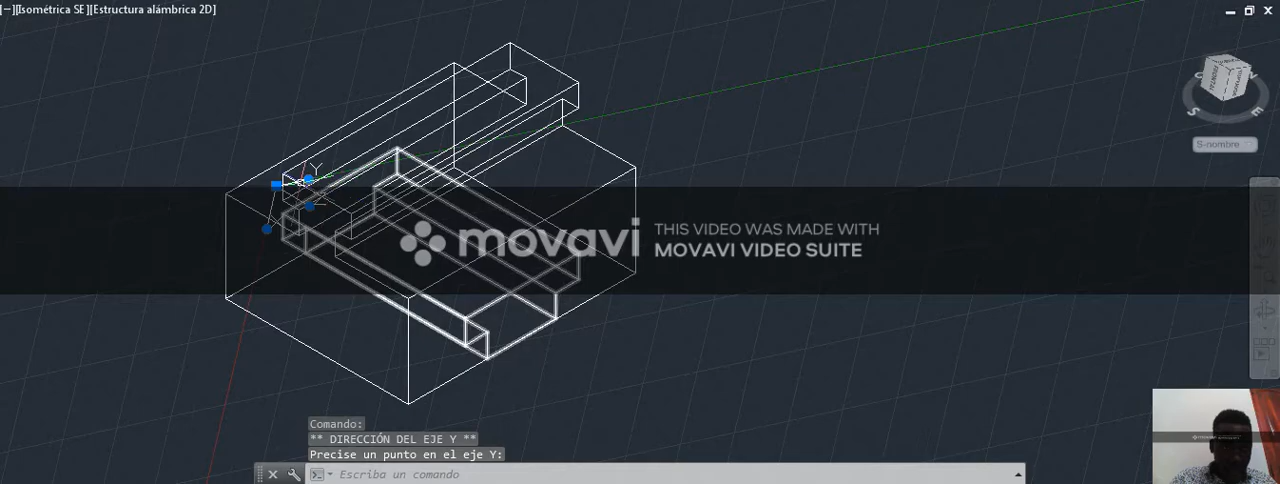 [−][Isométrica SE][Estructura alámbrica 2D]
FRONTAL
S
E
S-nombre
Y
movavi
THIS VIDEO WAS MADE WITH
MOVAVI VIDEO SUITE
Comando:
** DIRECCIÓN DEL EJE Y **
Precise un punto en el eje Y:
Escriba un comando